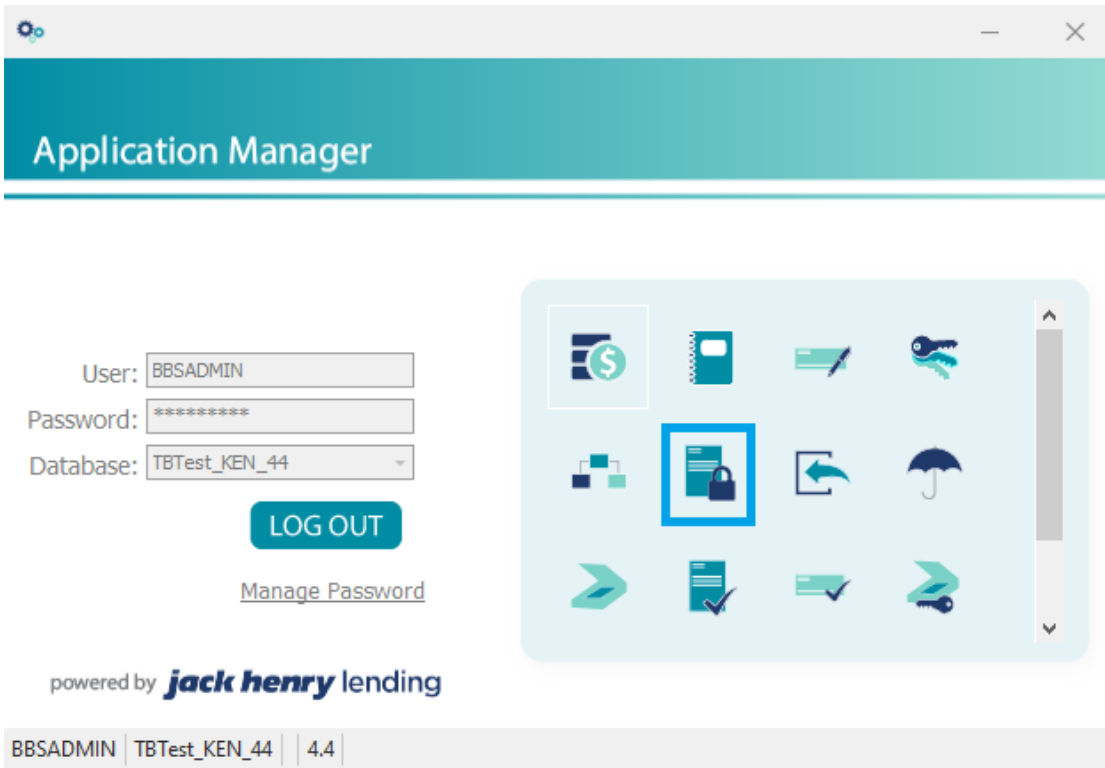 Application Manager
User: BBSADMIN
Password: *********
Database: TBTest_KEN_44
LOG OUT
Manage Password
powered by jack henry lending
BBSADMIN TBTest_KEN_44 4.4